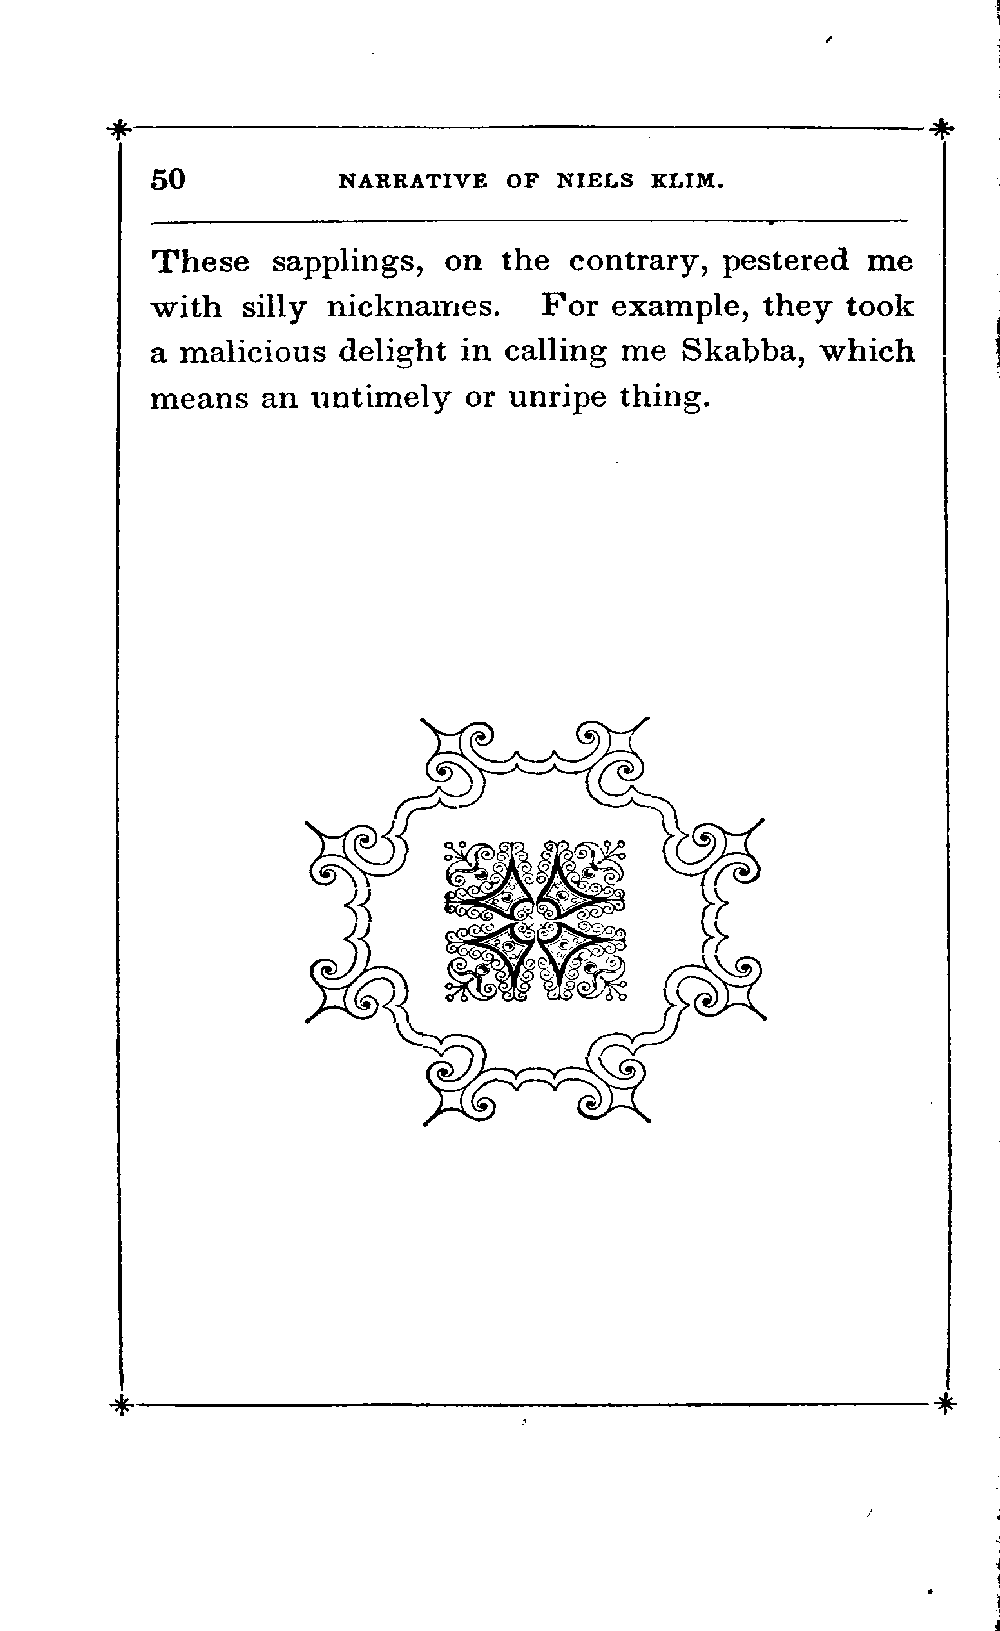 50 NARRATIVE OF NIELS KLIM.
These sapplings, on the contrary, pestered me
with silly nicknames. For example, they took
a malicious delight in calling me Skabba, which
means an untimely or unripe thing.